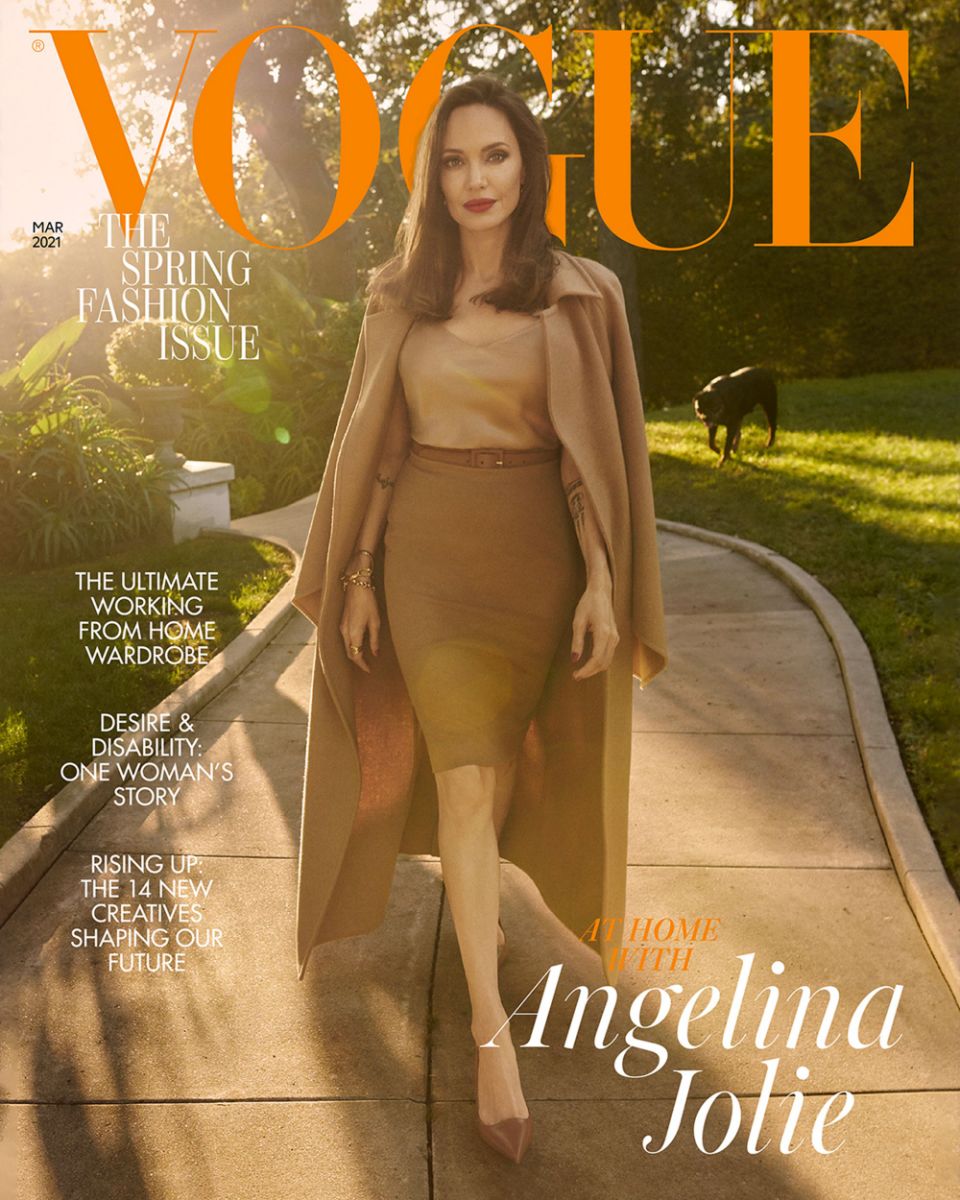 VOGUE
®
MAR
2021
THE
SPRING
FASHION
ISSUE
THE ULTIMATE
WORKING
FROM HOME
WARDROBE
DESIRE &
DISABILITY:
ONE WOMAN'S
STORY
RISING UP:
THE 14 NEW
CREATIVES
SHAPING OUR
FUTURE
AT HOME
WITH
Angelina
Jolie